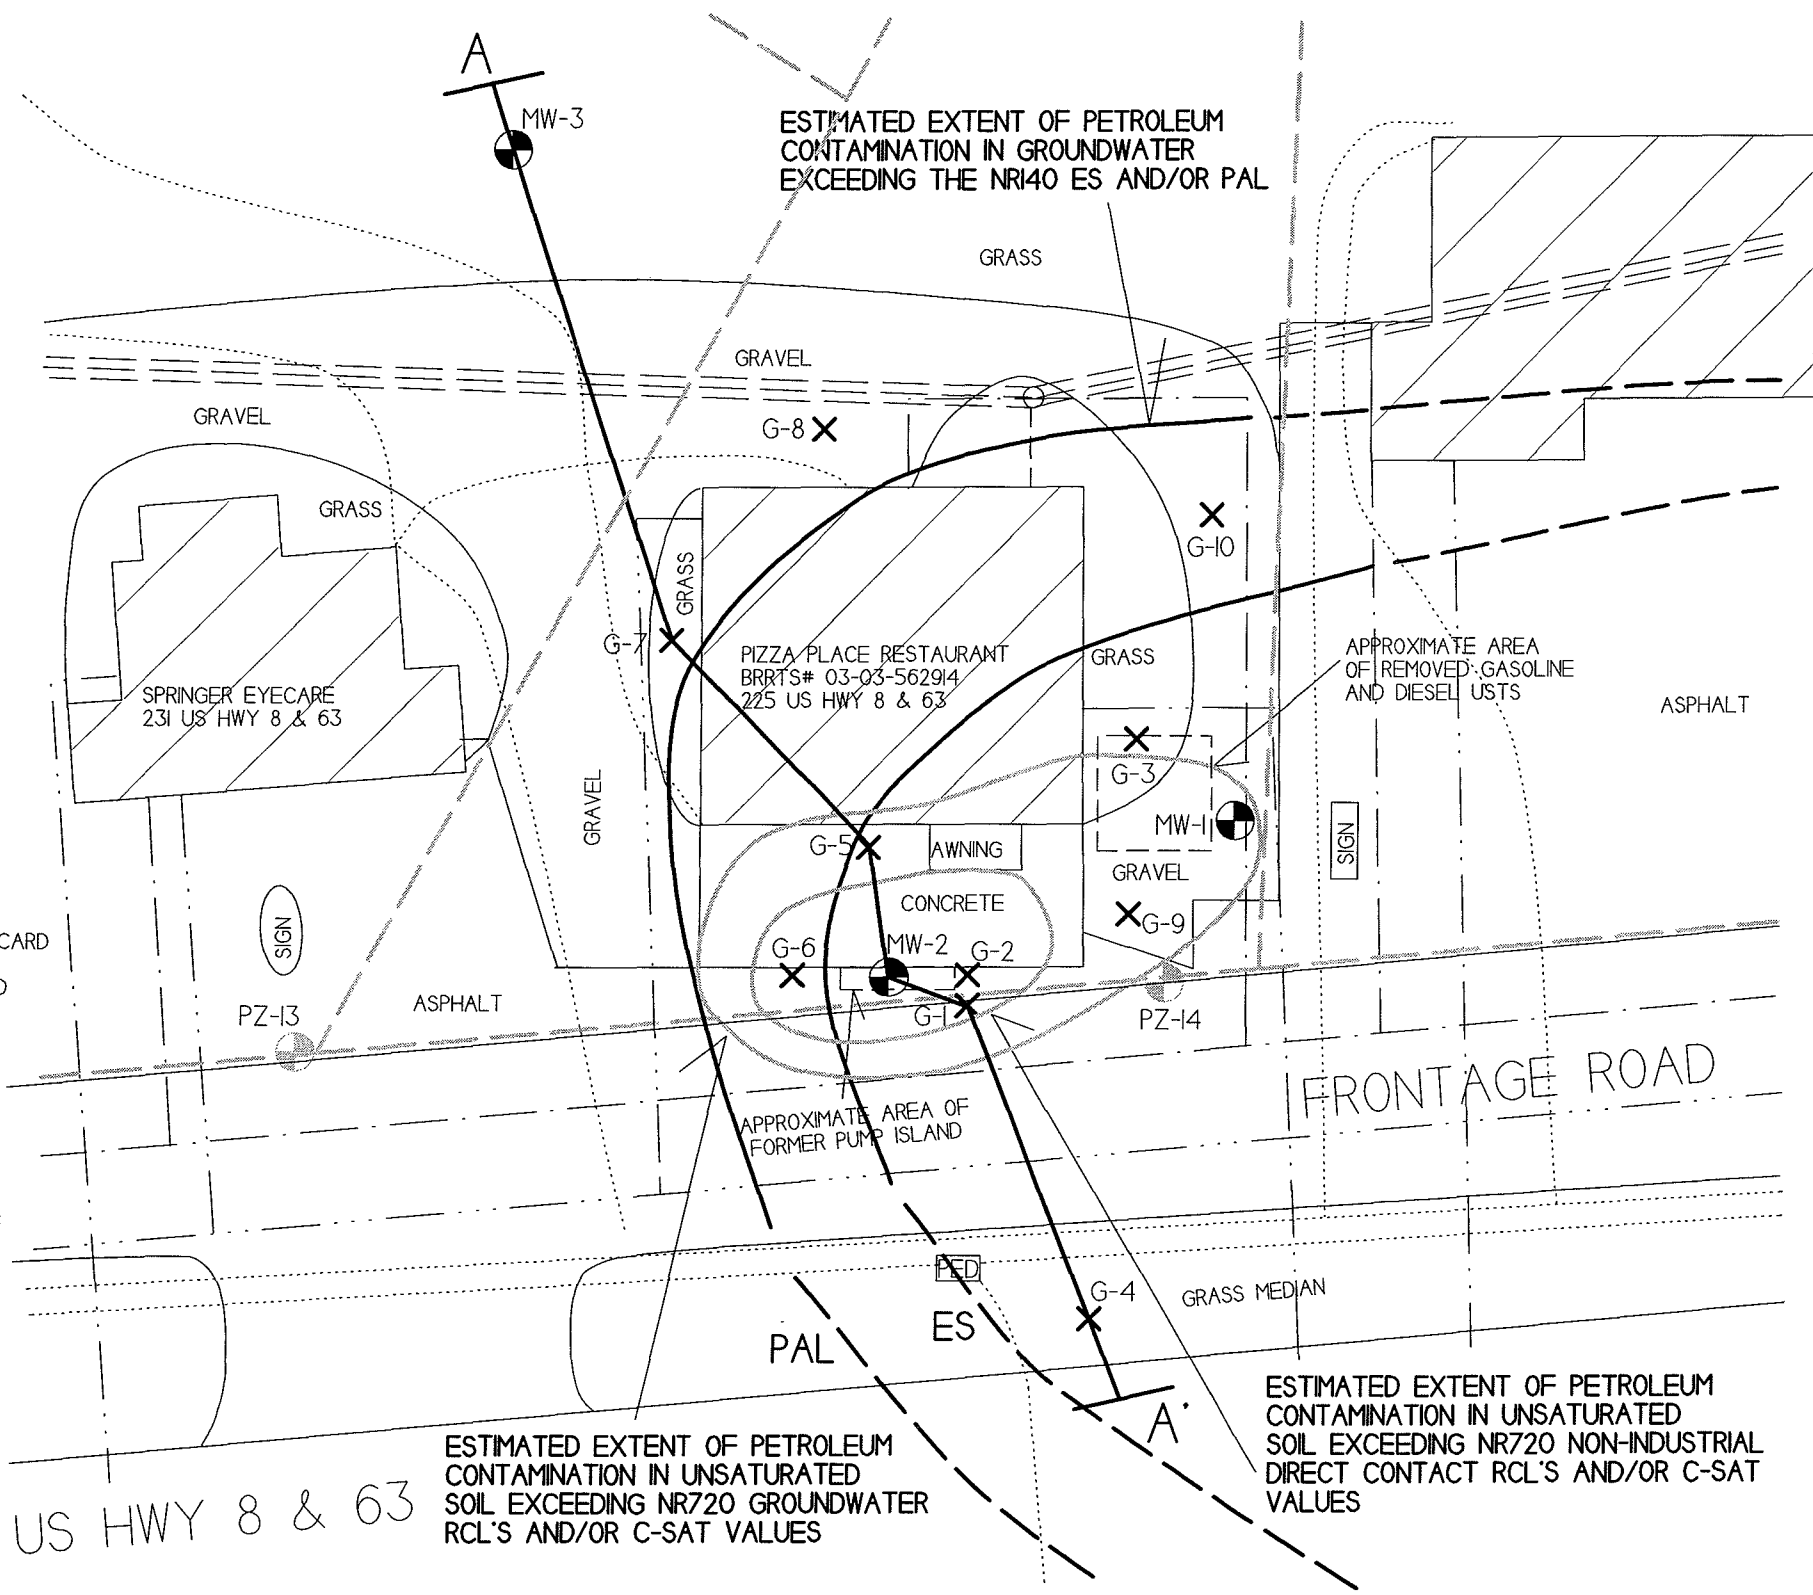 A
MW-3
ESTIMATED EXTENT OF PETROLEUM
CONTAMINATION IN GROUNDWATER
EXCEEDING THE NR140 ES AND/OR PAL
GRASS
GRAVEL
GRAVEL
G-8
GRASS
G-10
GRASS
G-7
PIZZA PLACE RESTAURANT
BRRTS# 03-03-562914
225 US HWY 8 & 63
GRASS
APPROXIMATE AREA
OF REMOVED GASOLINE
AND DIESEL USTS
SPRINGER EYECARE
231 US HWY 8 & 63
ASPHALT
G-3
GRAVEL
MW-1
SIGN
G-5
AWNING
GRAVEL
CONCRETE
G-9
SIGN
CARD
G-6
MW-2
G-2
ASPHALT
PZ-13
G-1
PZ-14
FRONTAGE ROAD
APPROXIMATE AREA OF
FORMER PUMP ISLAND
PED
G-4
GRASS MEDIAN
ES
PAL
A'
ESTIMATED EXTENT OF PETROLEUM
CONTAMINATION IN UNSATURATED
SOIL EXCEEDING NR720 NON-INDUSTRIAL
DIRECT CONTACT RCL'S AND/OR C-SAT
VALUES
ESTIMATED EXTENT OF PETROLEUM
CONTAMINATION IN UNSATURATED
SOIL EXCEEDING NR720 GROUNDWATER
RCL'S AND/OR C-SAT VALUES
US HWY 8 & 63